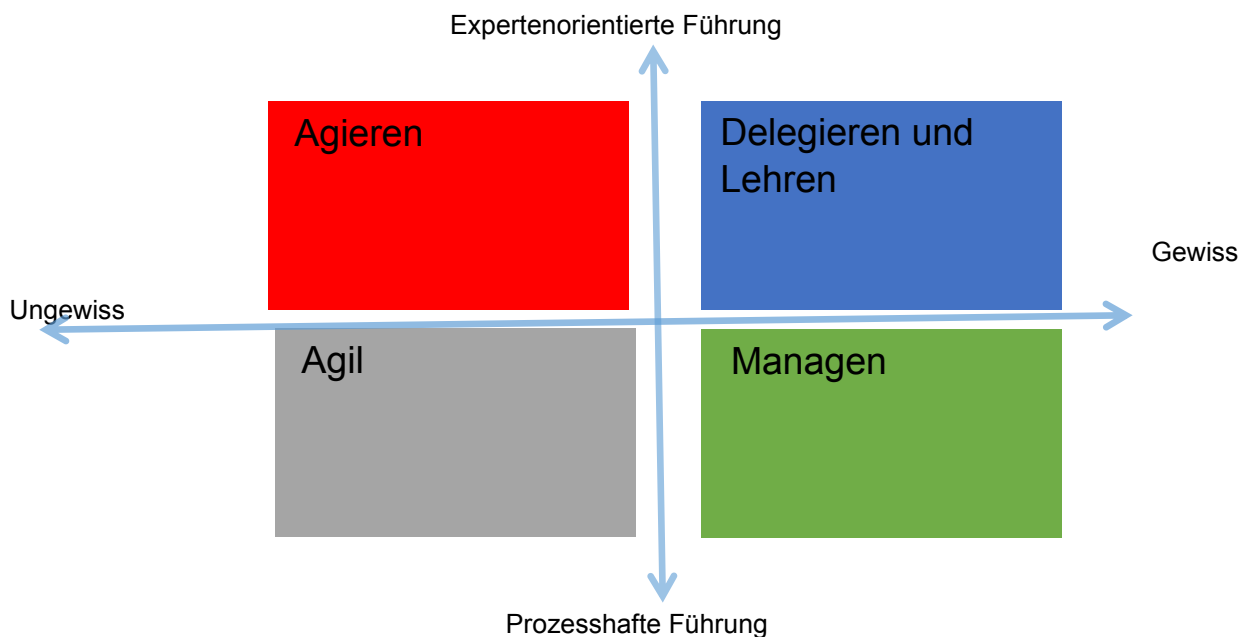 Expertenorientierte Führung
Agieren
Delegieren und
Lehren
Gewiss
Ungewiss
Agil
Managen
Prozesshafte Führung